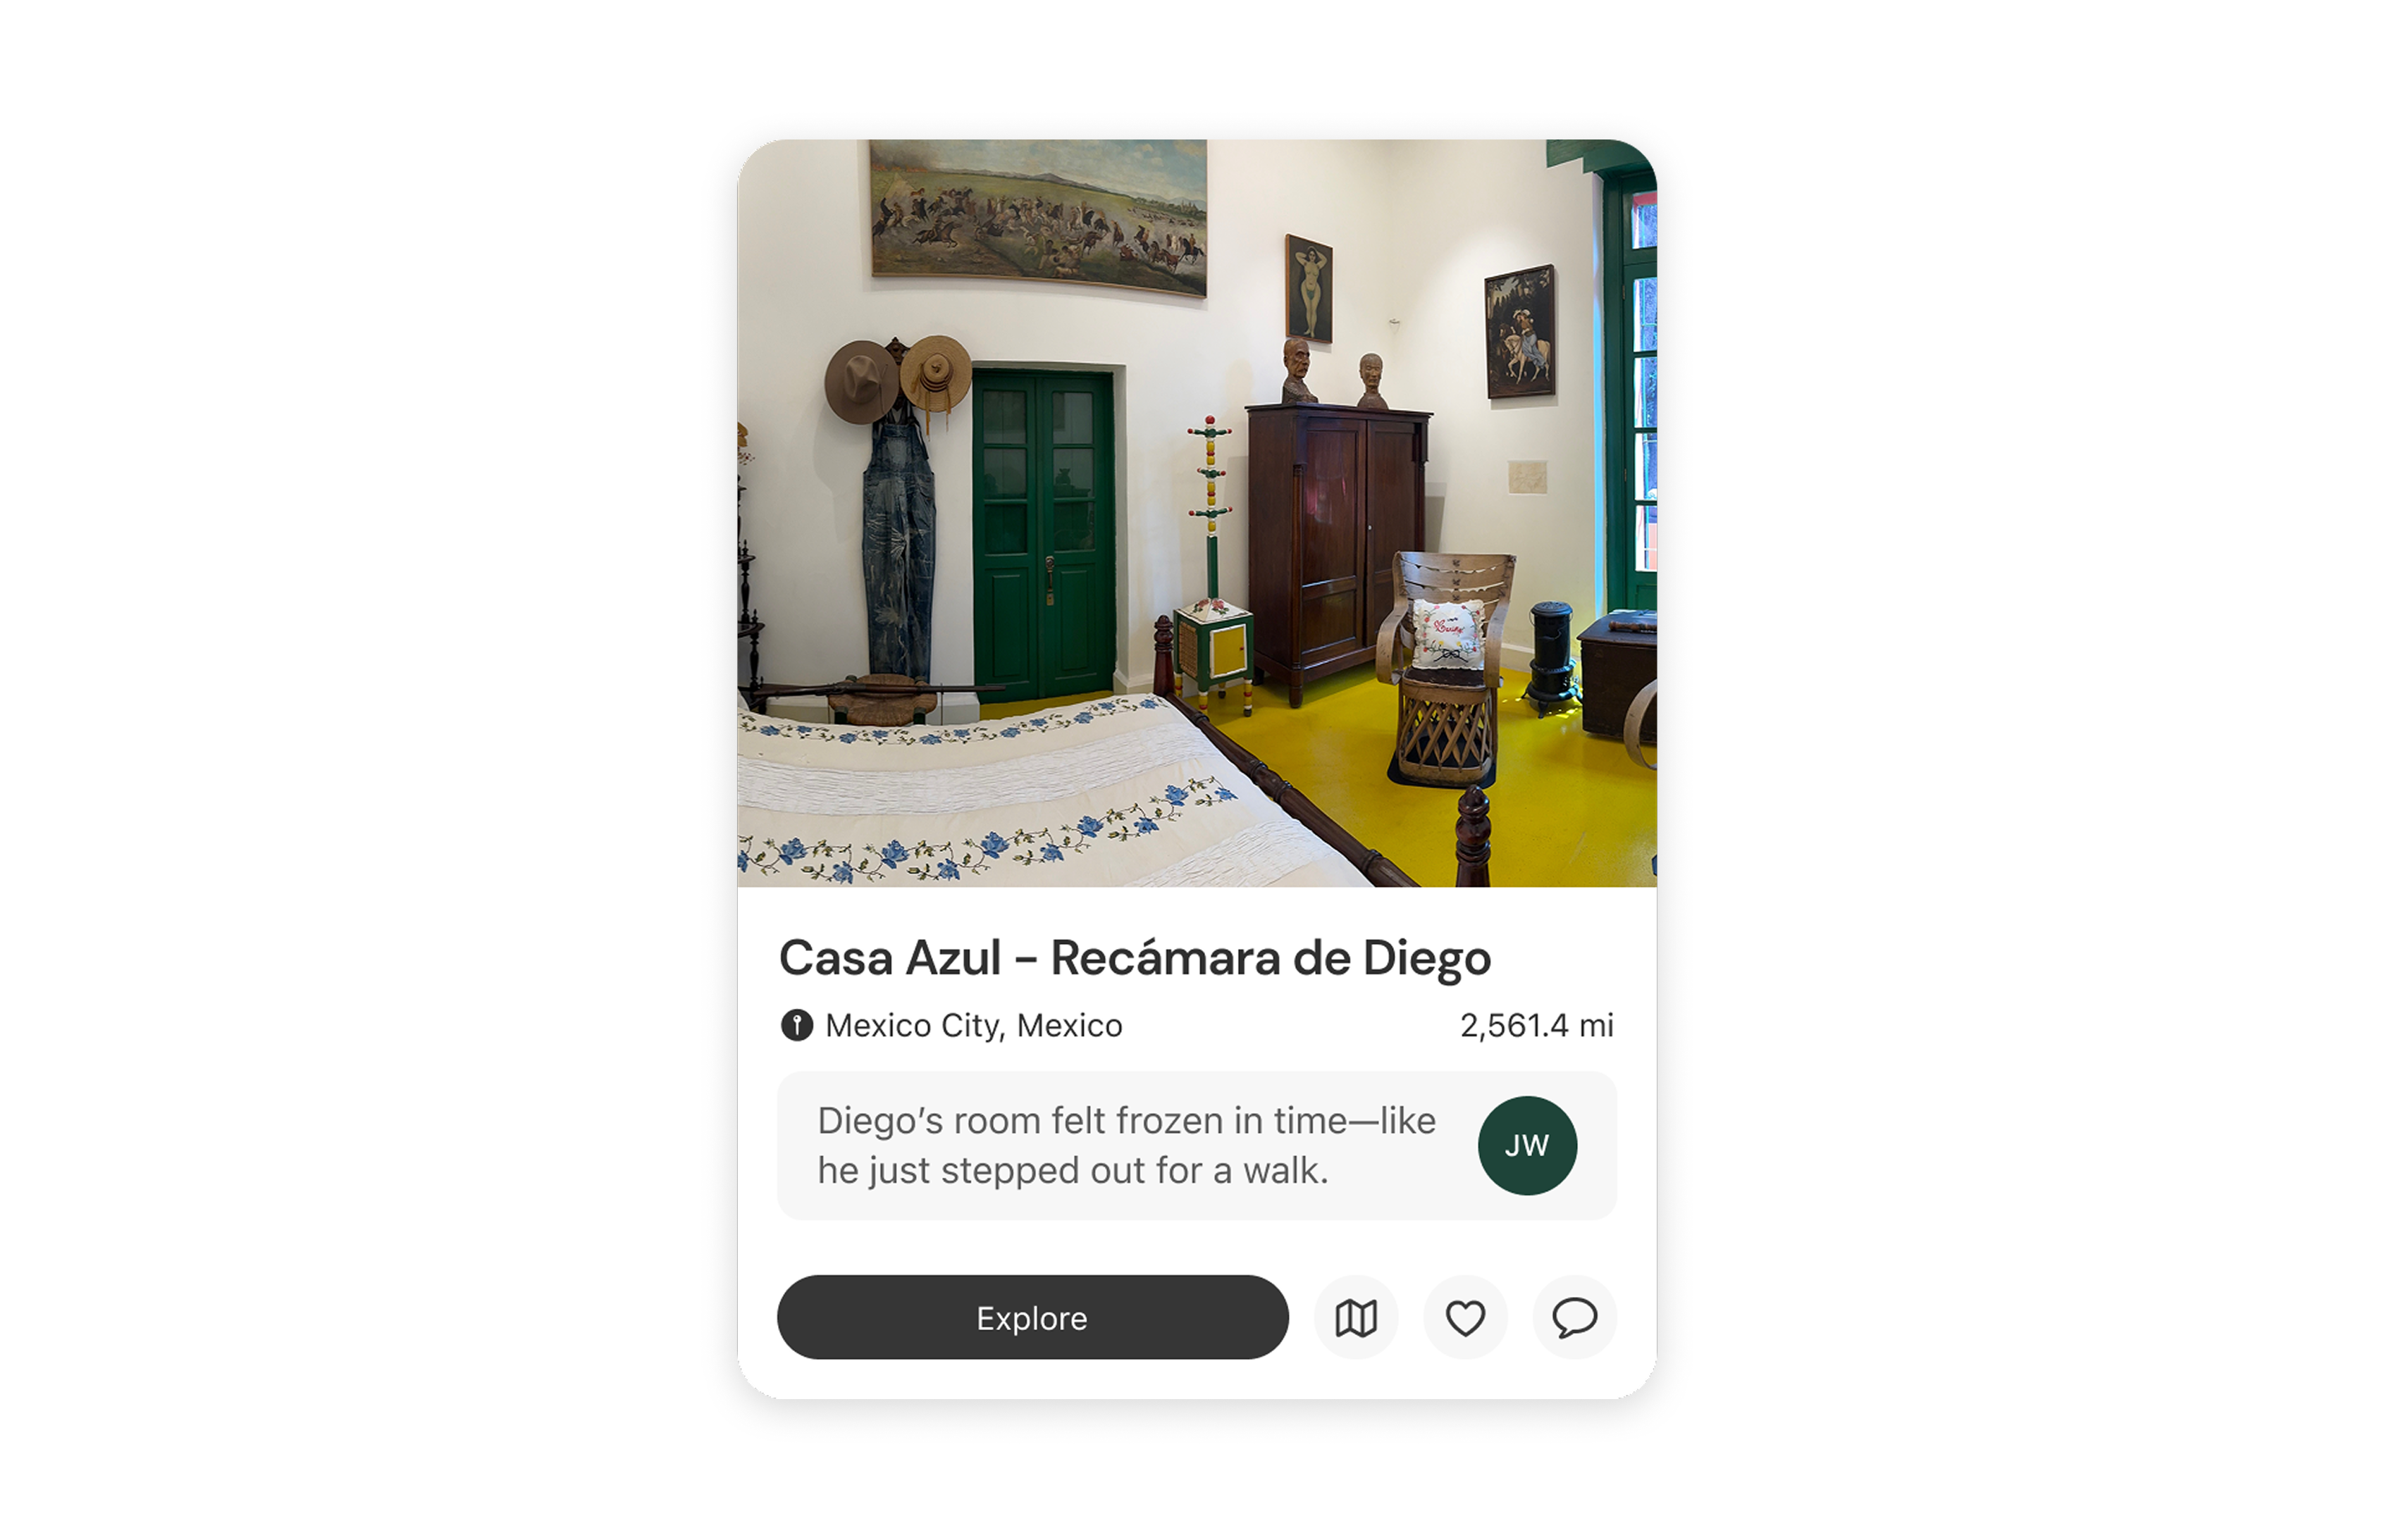 Casa Azul – Recámara de Diego
Mexico City, Mexico
2,561.4 mi
Diego’s room felt frozen in time—like
he just stepped out for a walk.
JW
Explore